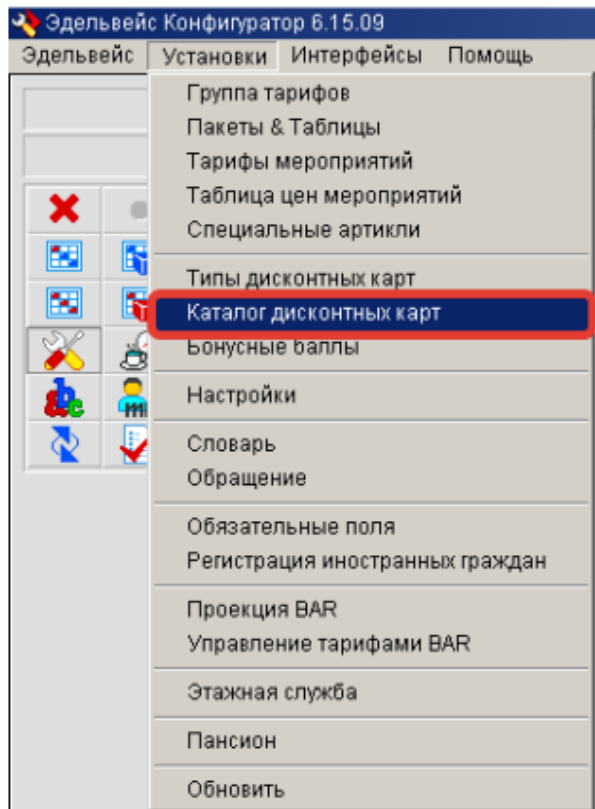 Эдельвейс Конфигуратор 6.15.09
Эдельвейс Установки Интерфейсы Помощь
Группа тарифов
Пакеты & Таблицы
Тарифы мероприятий
Таблица цен мероприятий
Специальные артикли
Типы дисконтных карт
Каталог дисконтных карт
Бонусные баллы
Настройки
Словарь
Обращение
Обязательные поля
Регистрация иностранных граждан
Проекция BAR
Управление тарифами BAR
Этажная служба
Пансион
Обновить